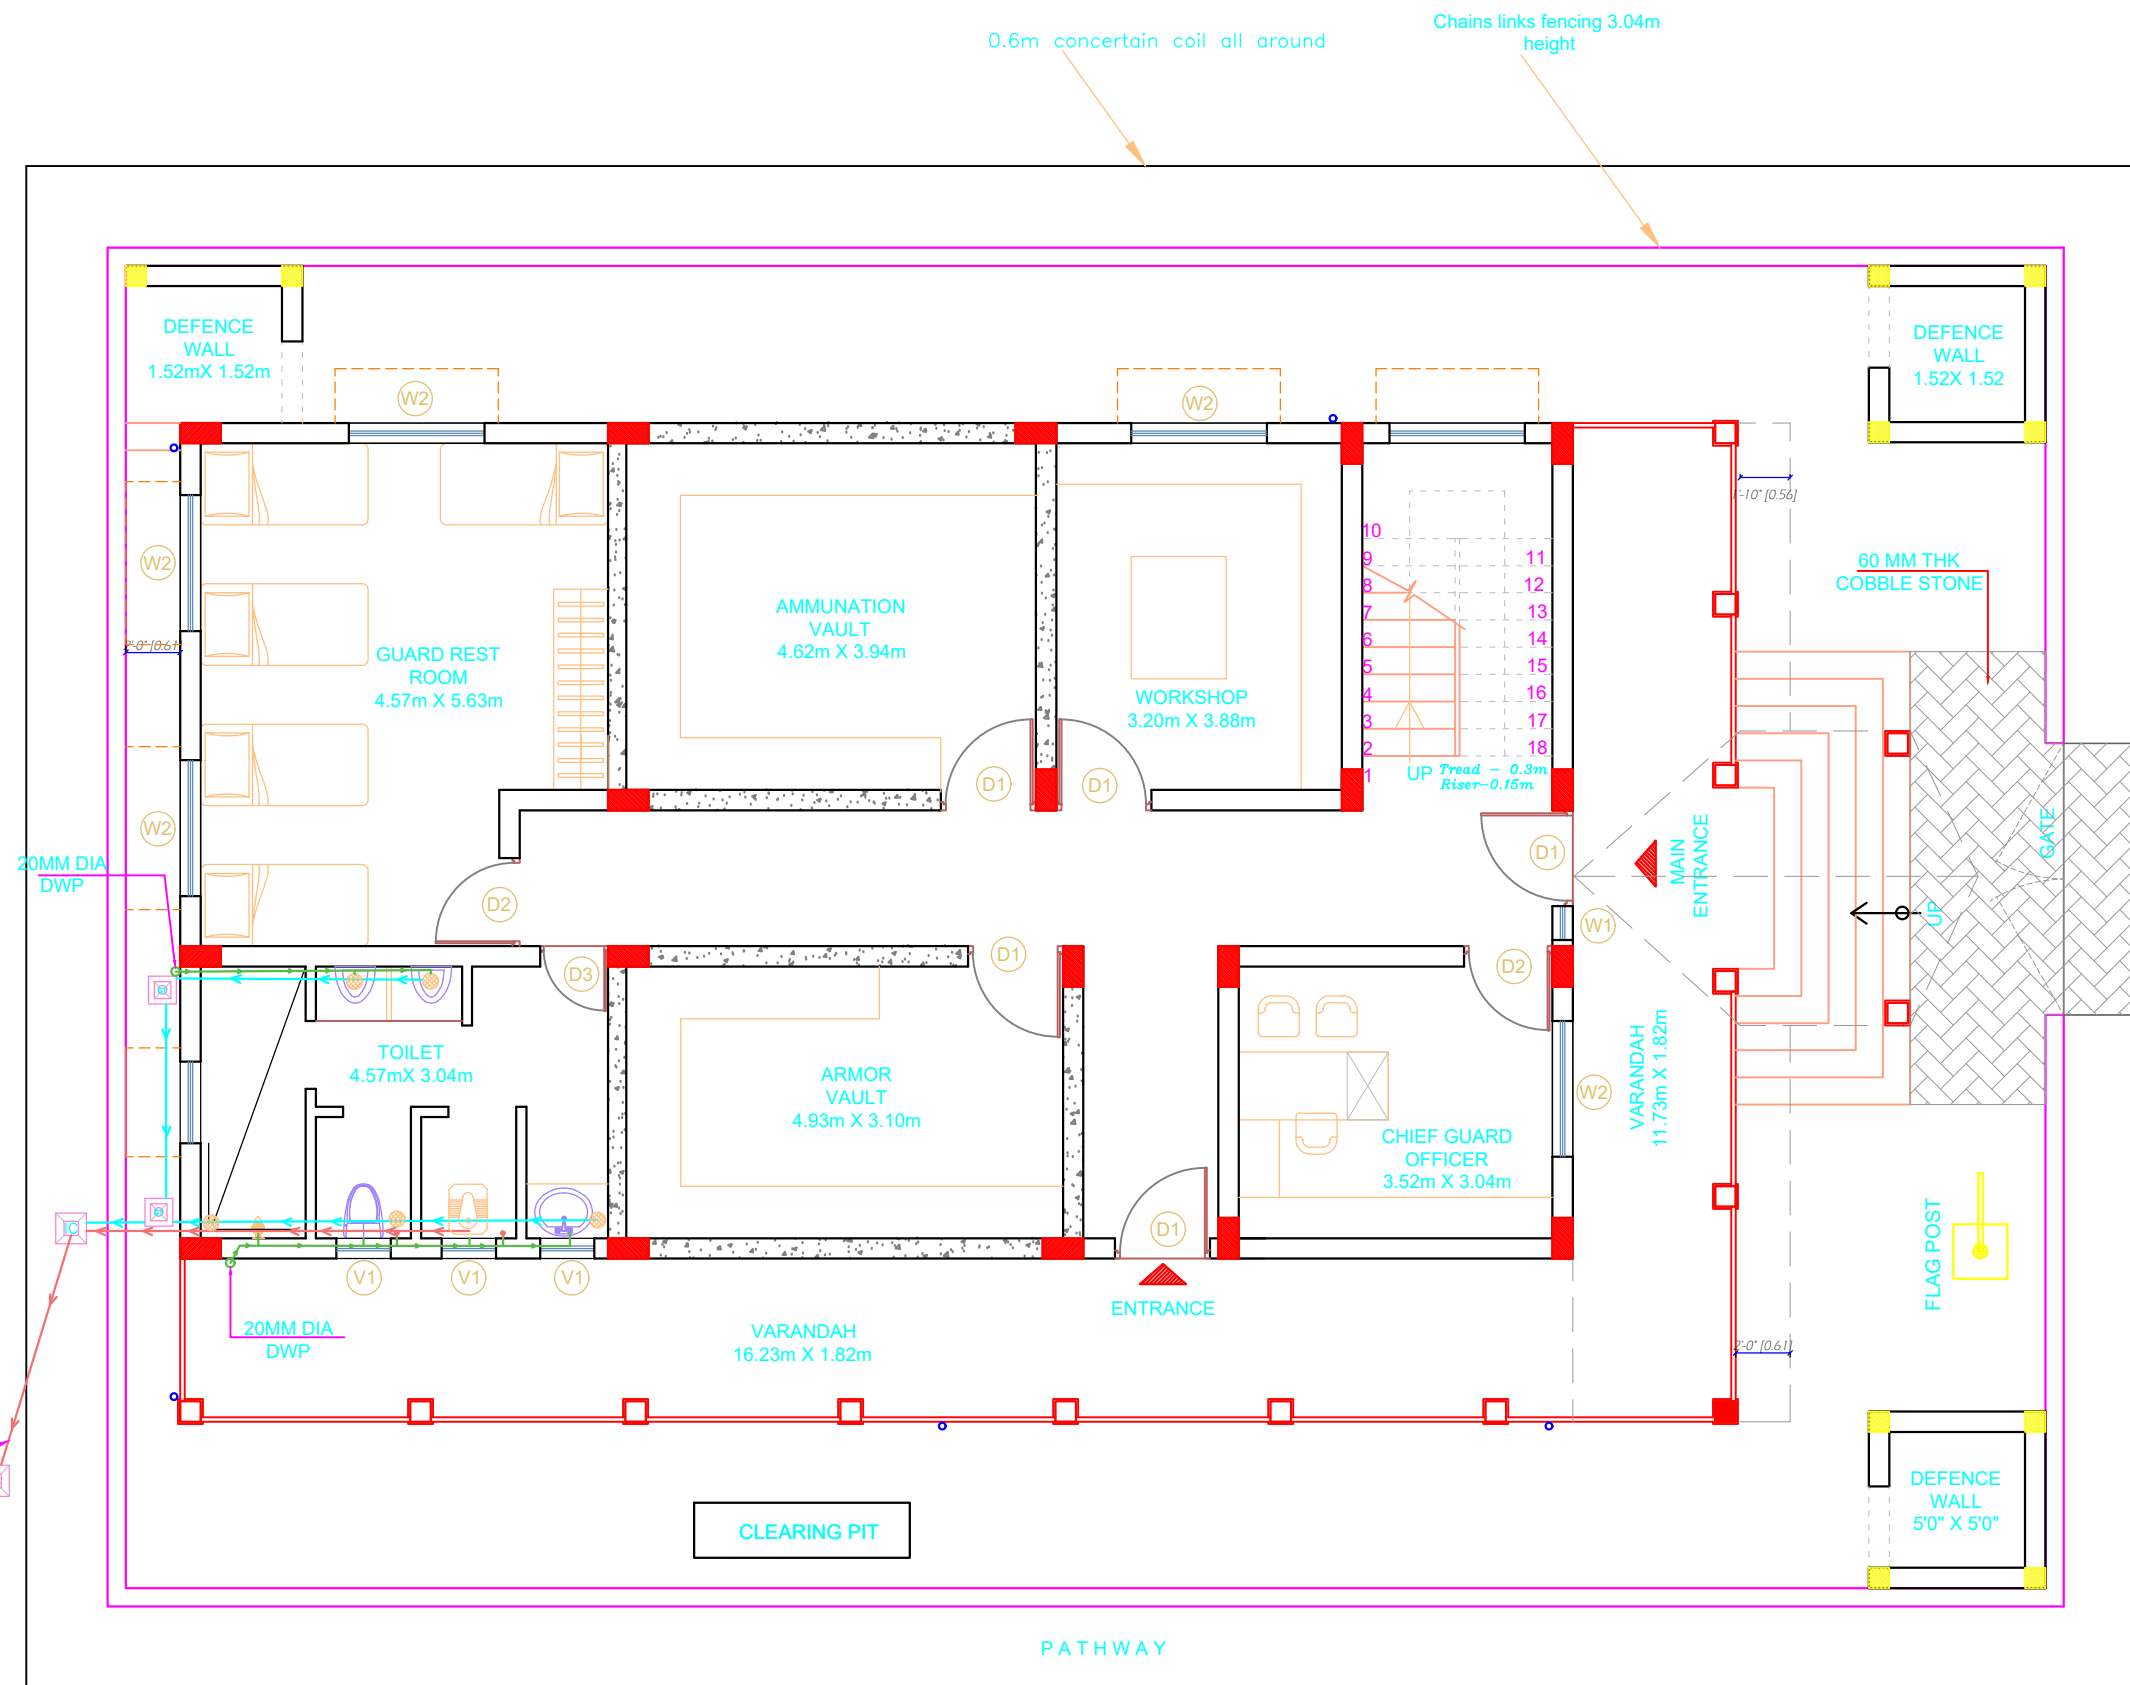 Chains links fencing 3.04m
height
0.6m concertain coil all around
DEFENCE
WALL
1.52mX 1.52m
DEFENCE
WALL
1.52X 1.52
W2
W2
1'-10" [0.56]
W2
2'-0" [0.61]
W2
GUARD REST
ROOM
4.57m X 5.63m
AMMUNATION
VAULT
4.62m X 3.94m
WORKSHOP
3.20m X 3.88m
10
9
8
7
6
5
4
3
2
1
11
12
13
14
15
16
17
18
UP
Tread - 0.3m
Riser-0.15m
60 MM THK
COBBLE STONE
D1
D1
D1
D2
D1
D3
D2
W1
W2
MAIN
ENTRANCE
GATE
UP
20MM DIA
DWP
TOILET
4.57mX 3.04m
ARMOR
VAULT
4.93m X 3.10m
CHIEF GUARD
OFFICER
3.52m X 3.04m
VARANDAH
11.73m X 1.82m
D1
C
V1
V1
V1
ENTRANCE
FLAG POST
20MM DIA
DWP
VARANDAH
16.23m X 1.82m
2'-0" [0.61]
CLEARING PIT
DEFENCE
WALL
5'0" X 5'0"
PATHWAY